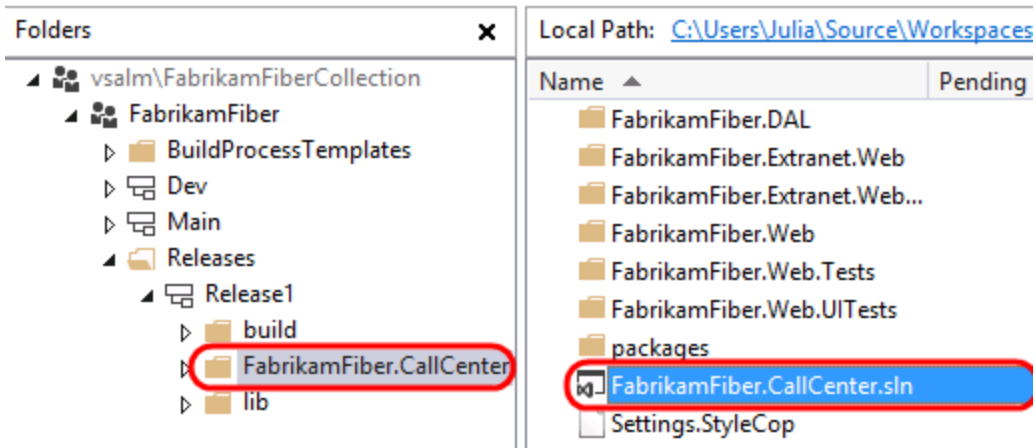 Folders
vsalm\FabrikamFiberCollection
FabrikamFiber
BuildProcessTemplates
Dev
Main
Releases
Release1
build
FabrikamFiber.CallCenter
lib
Local Path: C:\Users\Julia\Source\Workspaces
Name Pending
FabrikamFiber.DAL
FabrikamFiber.Extranet.Web
FabrikamFiber.Extranet.Web...
FabrikamFiber.Web
FabrikamFiber.Web.Tests
FabrikamFiber.Web.UITests
packages
FabrikamFiber.CallCenter.sln
Settings.StyleCop